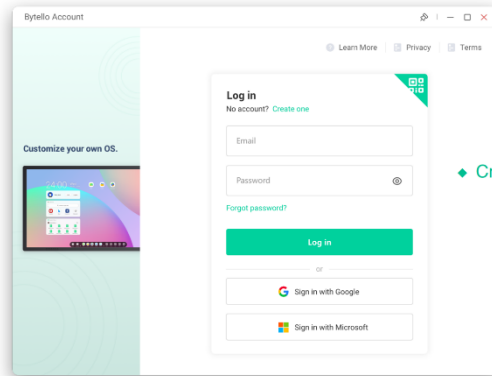 Bytello Account
Learn More
Privacy
Terms
Log in
No account? Create one
Email
Customize your own OS.
Password
Forgot password?
Log in
or
Sign in with Google
Sign in with Microsoft